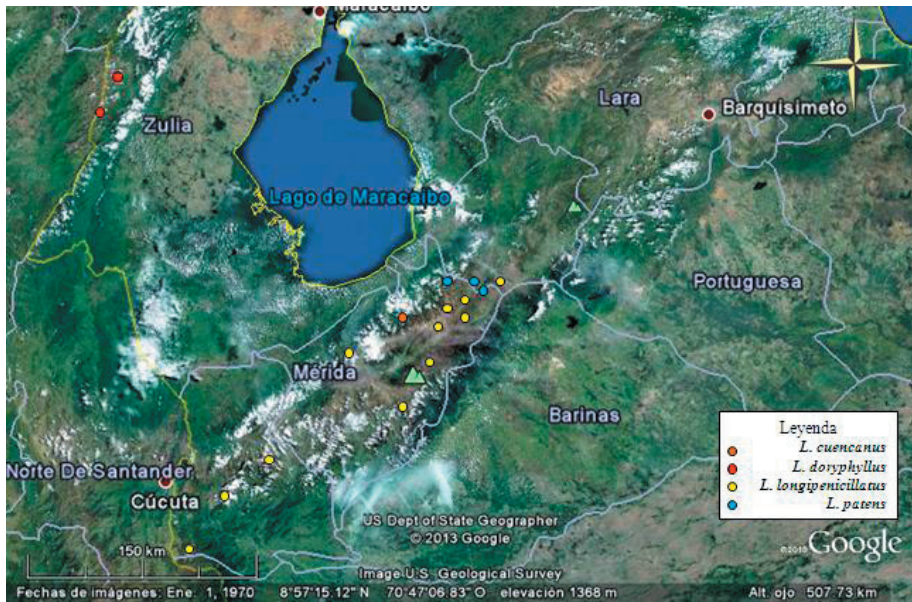 Maracaibo
Zulia
Lara
Barquisimeto
Lago de Maracaibo
Portuguesa
Mérida
Barinas
Norte De Santander
Cúcuta
Leyenda
L. cuencanus
L. doryphyllus
L. longipenicillatus
L. patens
US Dept of State Geographer
© 2013 Google
150 km
Image U.S. Geological Survey
©2010 Google
Fechas de imágenes: Ene. 1, 1970 8°57'15.12" N 70°47'06.83" O elevación 1368 m Alt. ojo 507.73 km